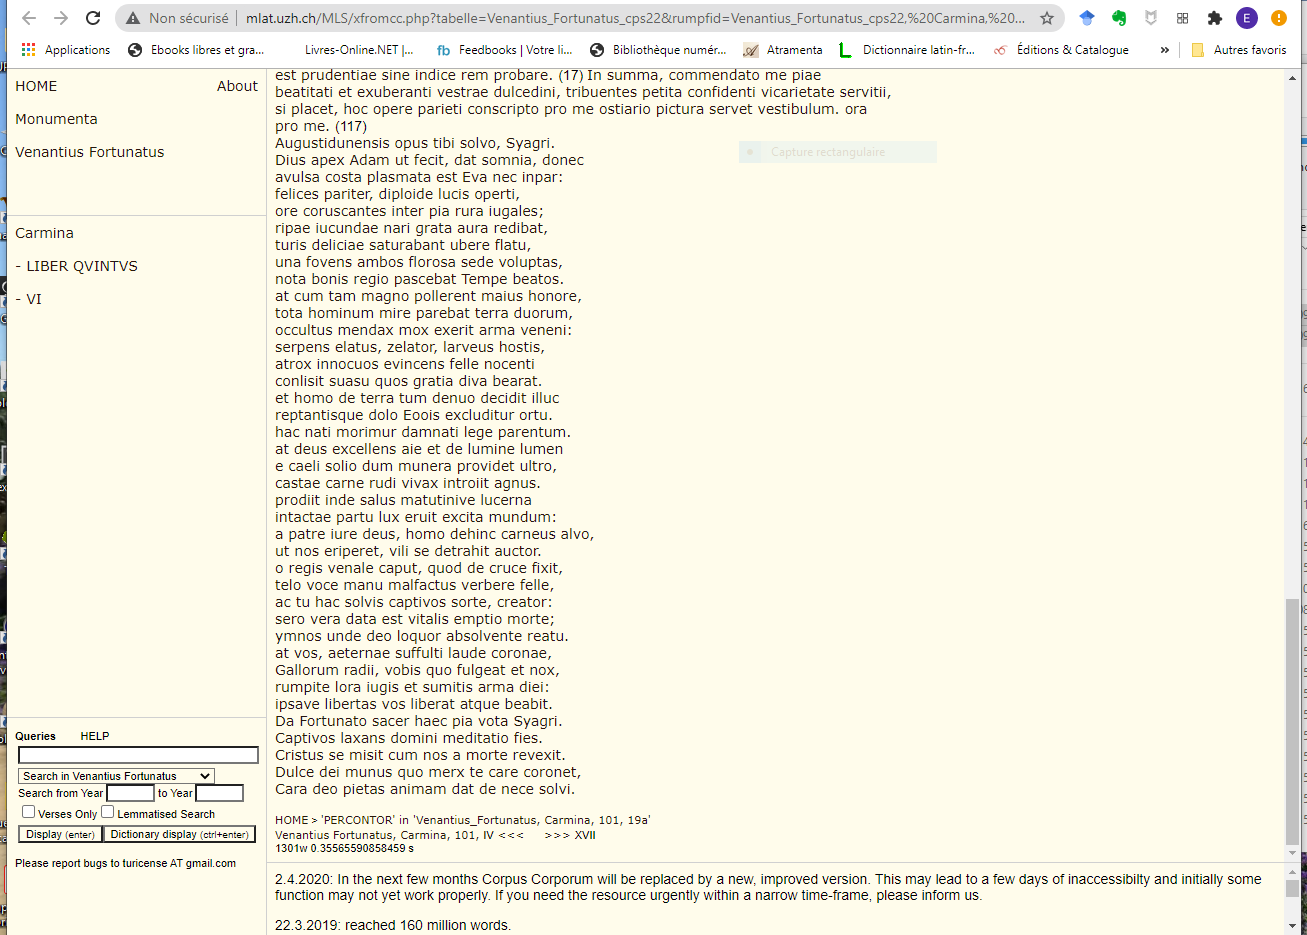 Non sécurisé | mlat.uzh.ch/MLS/xfromcc.php?tabelle=Venantius_Fortunatus_cps22&rumpfid=Venantius_Fortunatus_cps22,%20Carmina,%20...
E
Applications
Ebooks libres et gra...
Livres-Online.NET |...
fb Feedbooks | Votre li...
Bibliothèque numér...
Atramenta
Dictionnaire latin-fr...
Éditions & Catalogue
»
Autres favoris
HOME About
Monumenta
Venantius Fortunatus
Carmina
- LIBER QVINTVS
- VI
Queries HELP
Search in Venantius Fortunatus
Search from Year to Year
Verses Only Lemmatised Search
Display (enter) Dictionary display (ctrl+enter)
Please report bugs to turicense AT gmail.com
est prudentiae sine indice rem probare. (17) In summa, commendato me piae
beatitati et exuberanti vestrae dulcedini, tribuentes petita confidenti vicarietate servitii,
si placet, hoc opere parieti conscripto pro me ostiario pictura servet vestibulum. ora
pro me. (117)
Augustidunensis opus tibi solvo, Syagri.
Capture rectangulaire
Dius apex Adam ut fecit, dat somnia, donec
avulsa costa plasmata est Eva nec inpar:
felices pariter, diploide lucis operti,
ore coruscantes inter pia rura iugales;
ripae iucundae nari grata aura redibat,
turis deliciae saturabant ubere flatu,
una fovens ambos florosa sede voluptas,
nota bonis regio pascebat Tempe beatos.
at cum tam magno pollerent maius honore,
tota hominum mire parebat terra duorum,
occultus mendax mox exerit arma veneni:
serpens elatus, zelator, larveus hostis,
atrox innocuos evincens felle nocenti
conlisit suasu quos gratia diva bearat.
et homo de terra tum denuo decidit illuc
reptantisque dolo Eoois excluditur ortu.
hac nati morimur damnati lege parentum.
at deus excellens aie et de lumine lumen
e caeli solio dum munera providet ultro,
castae carne rudi vivax introiit agnus.
prodiit inde salus matutinive lucerna
intactae partu lux eruit excita mundum:
a patre iure deus, homo dehinc carneus alvo,
ut nos eriperet, vili se detrahit auctor.
o regis venale caput, quod de cruce fixit,
telo voce manu malfactus verbere felle,
ac tu hac solvis captivos sorte, creator:
sero vera data est vitalis emptio morte;
ymnos unde deo loquor absolvente reatu.
at vos, aeternae suffulti laude coronae,
Gallorum radii, vobis quo fulgeat et nox,
rumpite lora iugis et sumitis arma diei:
ipsave libertas vos liberat atque beabit.
Da Fortunato sacer haec pia vota Syagri.
Captivos laxans domini meditatio fies.
Cristus se misit cum nos a morte revexit.
Dulce dei munus quo merx te care coronet,
Cara deo pietas animam dat de nece solvi.
HOME > 'PERCONTOR' in 'Venantius_Fortunatus, Carmina, 101, 19a'
Venantius Fortunatus, Carmina, 101, IV <<< >>> XVII
1301w 0.35565590858459 s
2.4.2020: In the next few months Corpus Corporum will be replaced by a new, improved version. This may lead to a few days of inaccessibilty and initially some
function may not yet work properly. If you need the resource urgently within a narrow time-frame, please inform us.
22.3.2019: reached 160 million words.